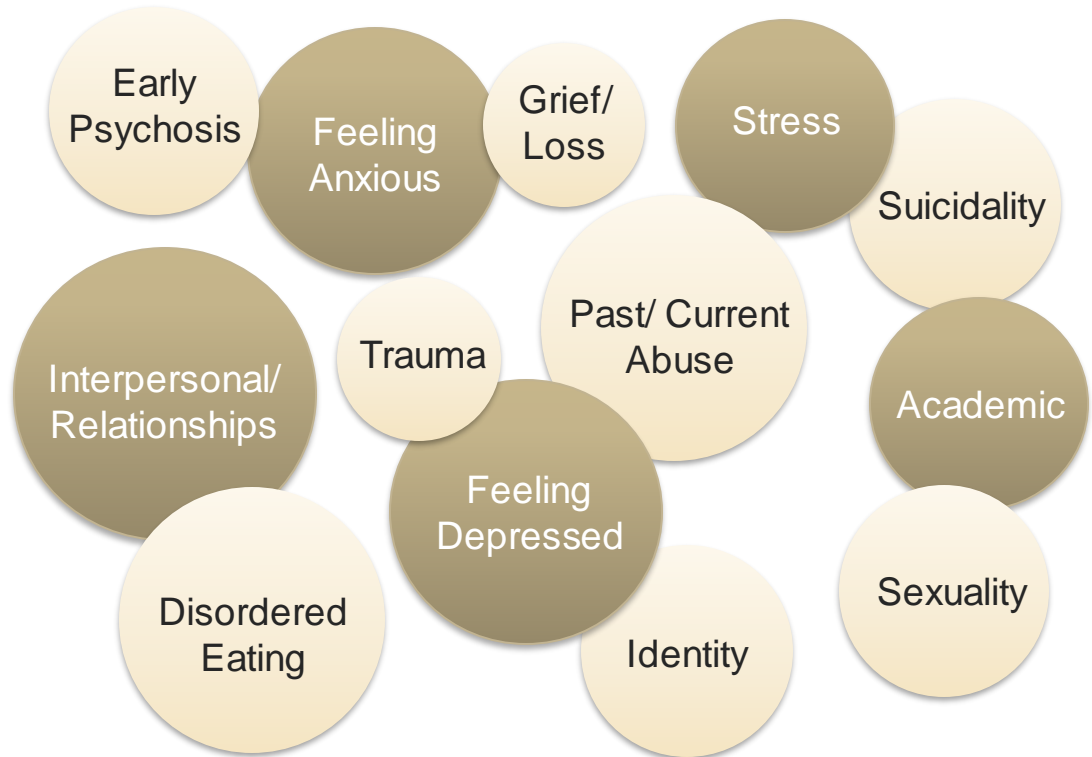 Early
Psychosis
Feeling
Anxious
Grief/
Loss
Stress
Suicidality
Interpersonal/
Relationships
Trauma
Past/ Current
Abuse
Academic
Feeling
Depressed
Disordered
Eating
Identity
Sexuality